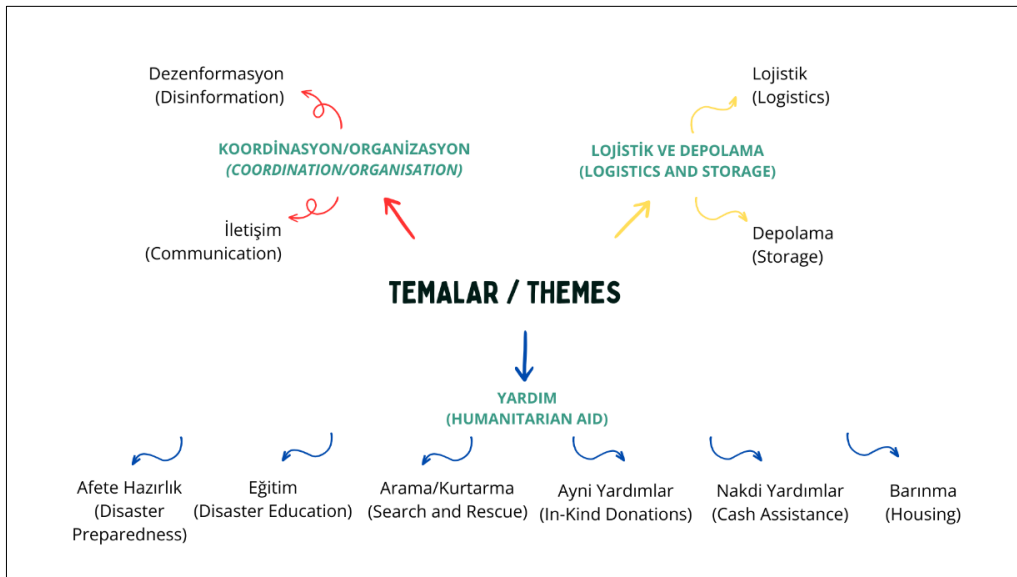 Dezenformasyon
(Disinformation)
KOORDİNASYON/ORGANİZASYON
(COORDINATION/ORGANISATION)
İletişim
(Communication)
Lojistik
(Logistics)
LOJİSTİK VE DEPOLAMA
(LOGISTICS AND STORAGE)
Depolama
(Storage)
TEMALAR / THEMES
YARDIM
(HUMANITARIAN AID)
Afete Hazırlık
(Disaster
Preparedness)
Eğitim
(Disaster Education)
Arama/Kurtarma
(Search and Rescue)
Ayni Yardımlar
(In-Kind Donations)
Nakdi Yardımlar
(Cash Assistance)
Barınma
(Housing)